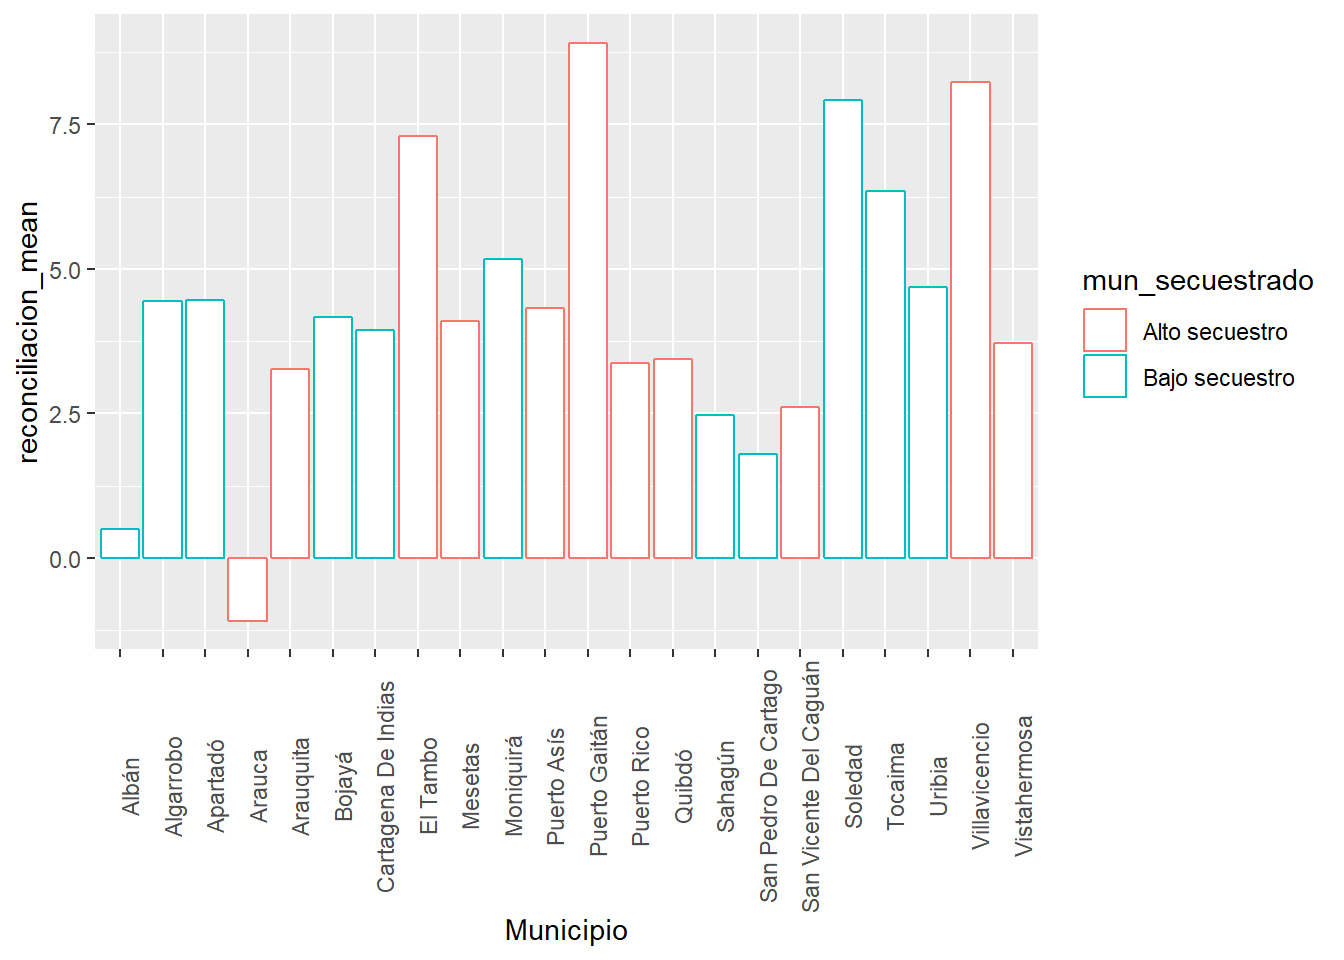 reconciliacion_mean
7.5
5.0
2.5
0.0
Albán
Algarrobo
Apartadó
Arauca
Arauquita
Bojayá
Cartagena De Indias
El Tambo
Mesetas
Moniquirá
Puerto Asís
Puerto Gaitán
Puerto Rico
Quibdó
Sahagún
San Pedro De Cartago
San Vicente Del Caguán
Soledad
Tocaima
Uribia
Villavicencio
Vistahermosa
Municipio
mun_secuestrado
Alto secuestro
Bajo secuestro